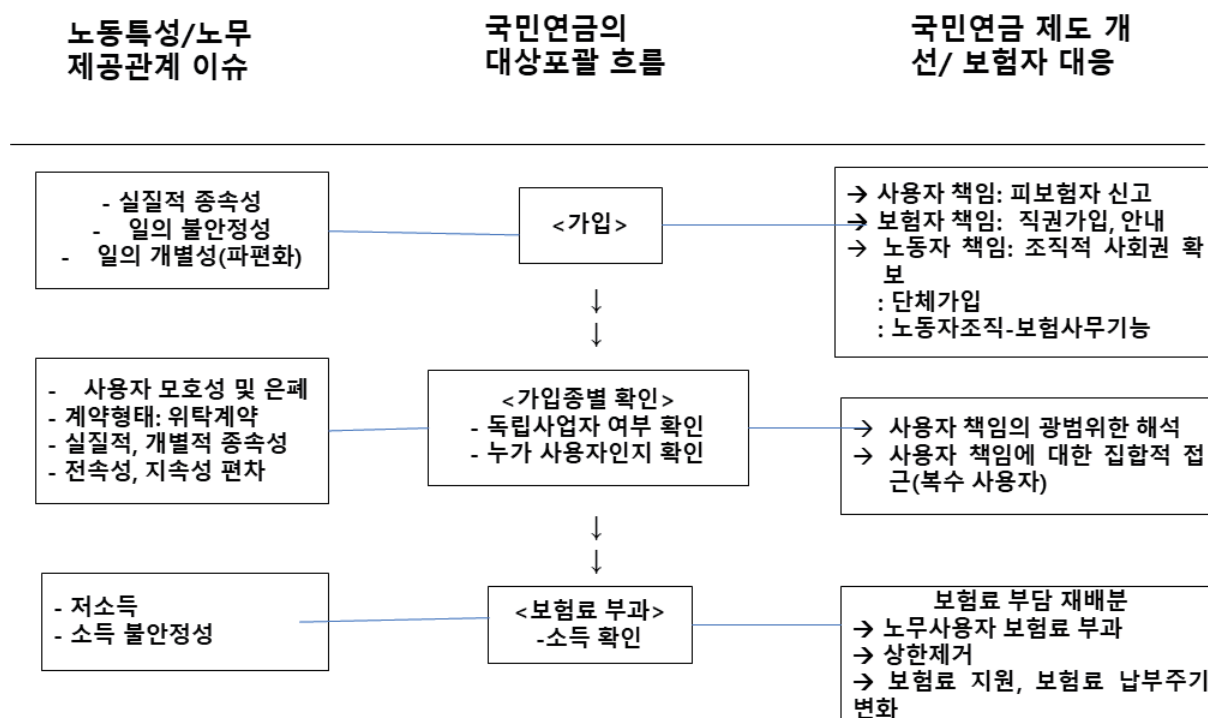 노동특성/노무
제공관계 이슈
국민연금의
대상포괄 흐름
국민연금 제도 개
선/ 보험자 대응
- 실질적 종속성
- 일의 불안정성
- 일의 개별성(파편화)
<가입>
→ 사용자 책임: 피보험자 신고
→ 보험자 책임: 직권가입, 안내
→ 노동자 책임: 조직적 사회권 확
보
: 단체가입
: 노동자조직-보험사무기능
↓
↓
- 사용자 모호성 및 은폐
- 계약형태: 위탁계약
- 실질적, 개별적 종속성
- 전속성, 지속성 편차
<가입종별 확인>
- 독립사업자 여부 확인
- 누가 사용자인지 확인
→ 사용자 책임의 광범위한 해석
→ 사용자 책임에 대한 집합적 접
근(복수 사용자)
↓
↓
- 저소득
- 소득 불안정성
<보험료 부과>
-소득 확인
보험료 부담 재배분
→ 노무사용자 보험료 부과
→ 상한제거
→ 보험료 지원, 보험료 납부주기
변화